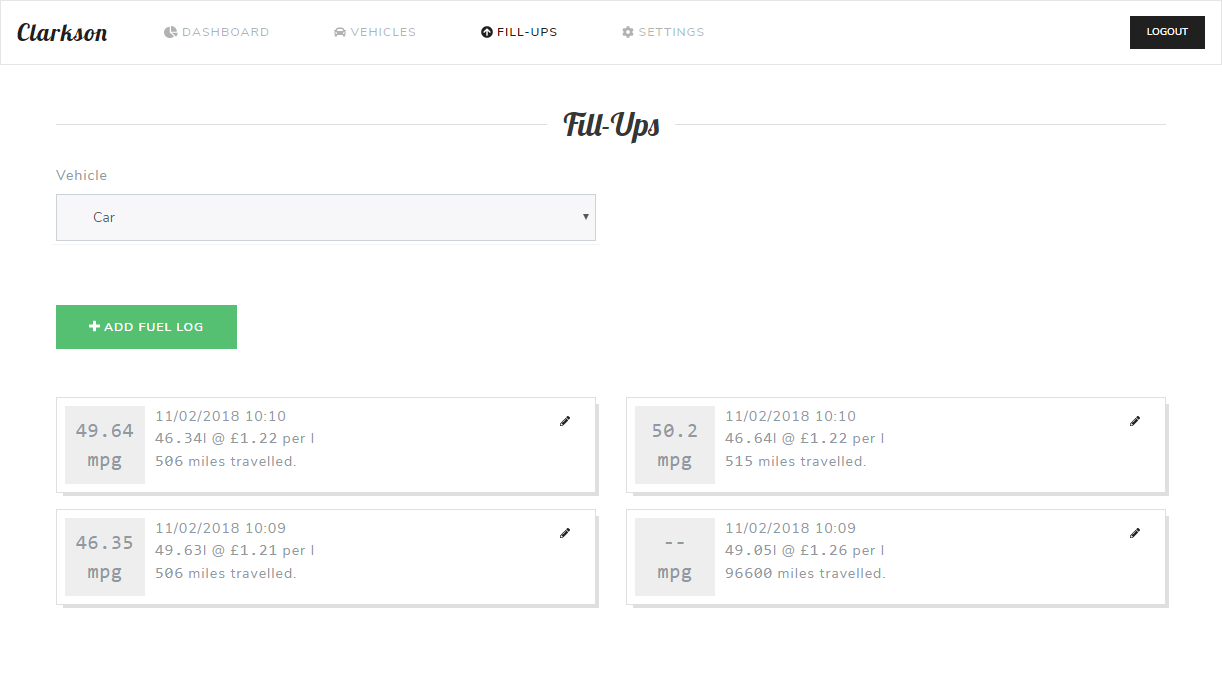 Clarkson
DASHBOARD
VEHICLES
FILL-UPS
SETTINGS
LOGOUT
Fill-Ups
Vehicle
Car
ADD FUEL LOG
49.64
mpg
11/02/2018 10:10
46.34l @ £1.22 per l
506 miles travelled.
50.2
mpg
11/02/2018 10:10
46.64l @ £1.22 per l
515 miles travelled.
46.35
mpg
11/02/2018 10:09
49.63l @ £1.21 per l
506 miles travelled.
--
mpg
11/02/2018 10:09
49.05l @ £1.26 per l
96600 miles travelled.